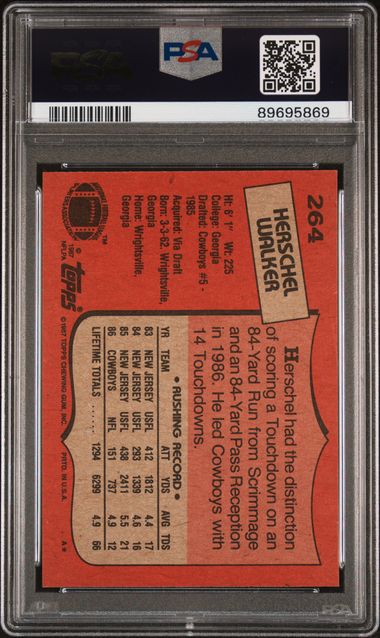 PSA
PSA
89695869
264
HERSCHEL
WALKER
Ht: 6' 1" Wt: 225
College: Georgia
Drafted: Cowboys #5 -
1985
Acquired: Via Draft
Born: 3-3-62, Wrightsville,
Georgia
Home: Wrightsville,
Georgia
TM
© 1987
NFLPA
topps
© 1987 TOPPS CHEWING GUM, INC.
PRTD. IN U.S.A.
A*
Herschel had the distinction
of scoring a Touchdown on an
84-Yard Run from Scrimmage
and an 84-Yard Pass Reception
in 1986. He led Cowboys with
14 Touchdowns.
• RUSHING RECORD •
YR TEAM ATT YDS AVG TDS
83 NEW JERSEY USFL 412 1812 4.4 17
84 NEW JERSEY USFL 293 1339 4.6 16
85 NEW JERSEY USFL 438 2411 5.5 21
86 COWBOYS NFL 151 737 4.9 12
LIFETIME TOTALS ...... 1294 6299 4.9 66